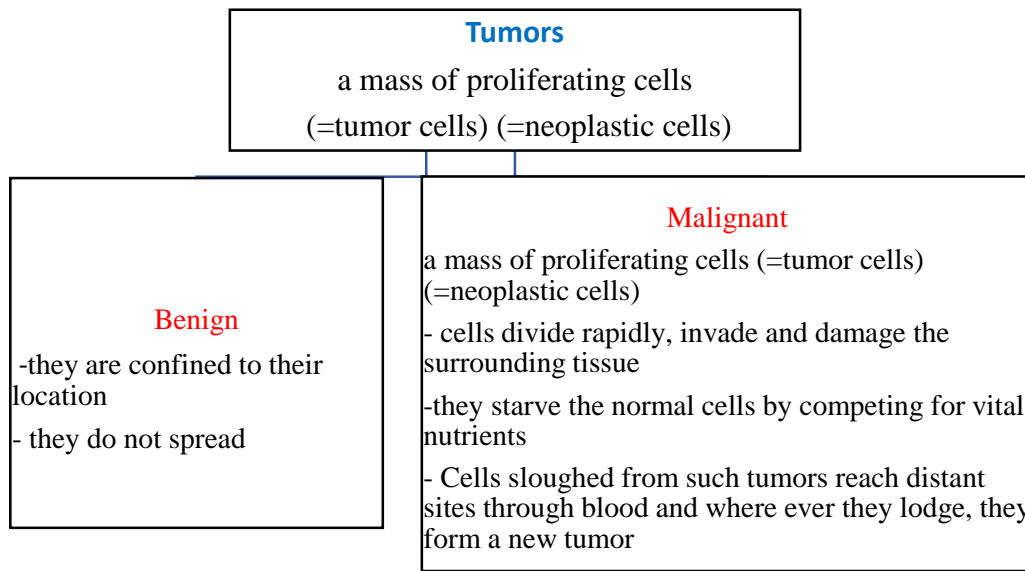 Tumors
a mass of proliferating cells
(=tumor cells) (=neoplastic cells)
Benign
-they are confined to their
location
- they do not spread
Malignant
a mass of proliferating cells (=tumor cells)
(=neoplastic cells)
- cells divide rapidly, invade and damage the
surrounding tissue
-they starve the normal cells by competing for vital
nutrients
- Cells sloughed from such tumors reach distant
sites through blood and where ever they lodge, they
form a new tumor